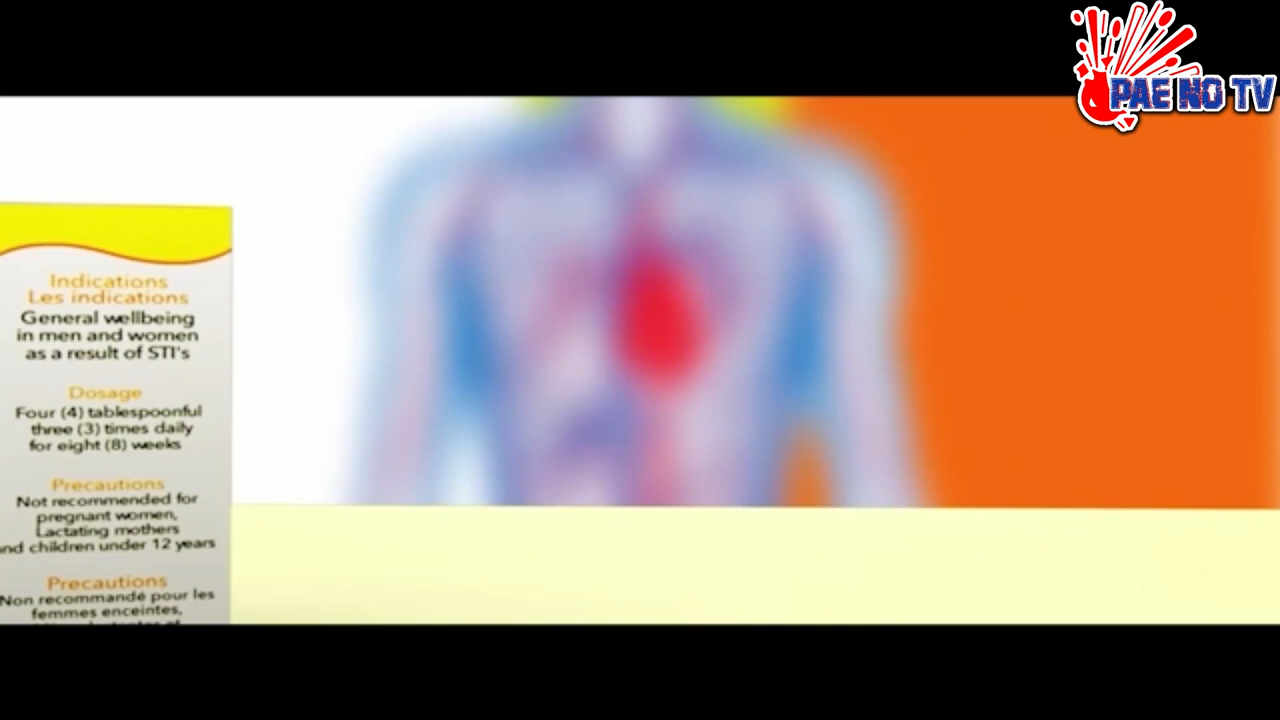 PAE NO TV
Indications
Les indications
General wellbeing
in men and women
as a result of STI's
Dosage
Four (4) tablespoonful
three (3) times daily
for eight (8) weeks
Precautions
Not recommended for
pregnant women,
Lactating mothers
and children under 12 years
Precautions
Non recommandé pour les
femmes enceintes,